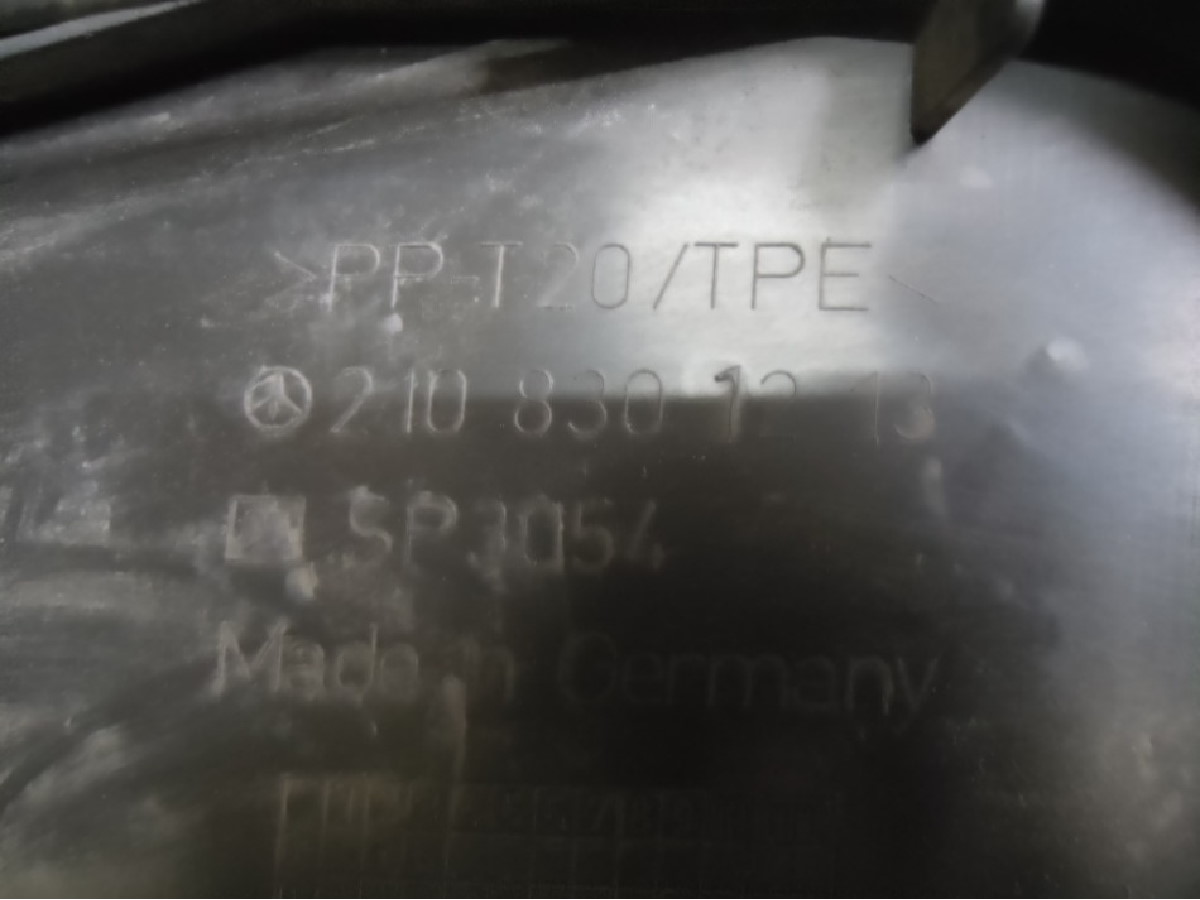 >PP-T20/TPE<
210 830 12 13
SP3054
Made in Germany